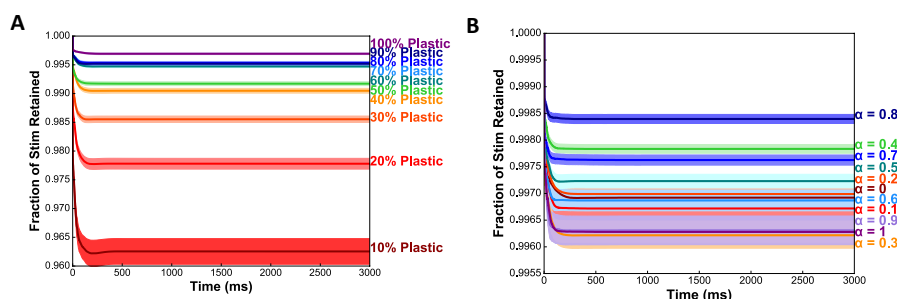 A
Fraction of Stim Retained
1.000
0.995
0.990
0.985
0.980
0.975
0.970
0.965
0.960
0
500
1000
1500
2000
2500
3000
Time (ms)
100% Plastic
90% Plastic
80% Plastic
70% Plastic
60% Plastic
50% Plastic
40% Plastic
30% Plastic
20% Plastic
10% Plastic
B
Fraction of Stim Retained
1.0000
0.9995
0.9990
0.9985
0.9980
0.9975
0.9970
0.9965
0.9960
0.9955
0
500
1000
1500
2000
2500
3000
Time (ms)
α = 0.8
α = 0.4
α = 0.7
α = 0.5
α = 0.2
α = 0
α = 0.6
α = 0.1
α = 0.9
α = 1
α = 0.3